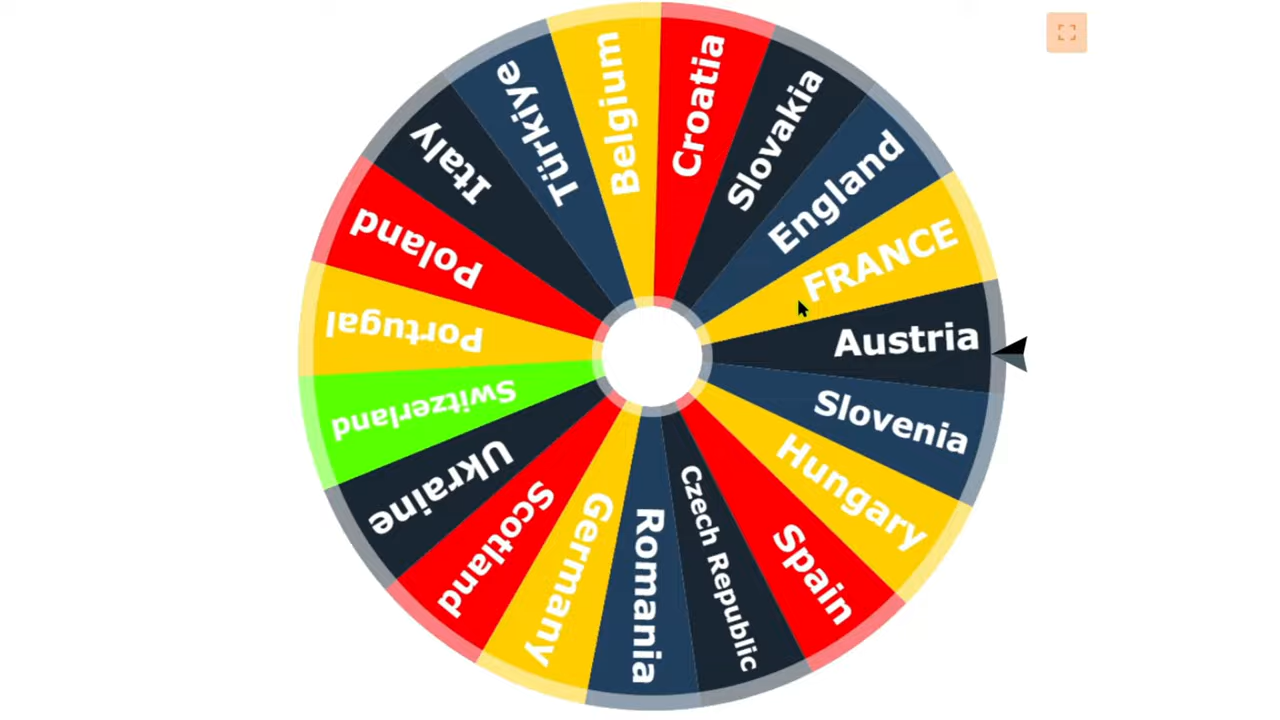 Belgium
Croatia
Slovakia
England
FRANCE
Austria
Slovenia
Hungary
Spain
Czech Republic
Romania
Germany
Scotland
Ukraine
Switzerland
Portugal
Poland
Italy
Türkiye